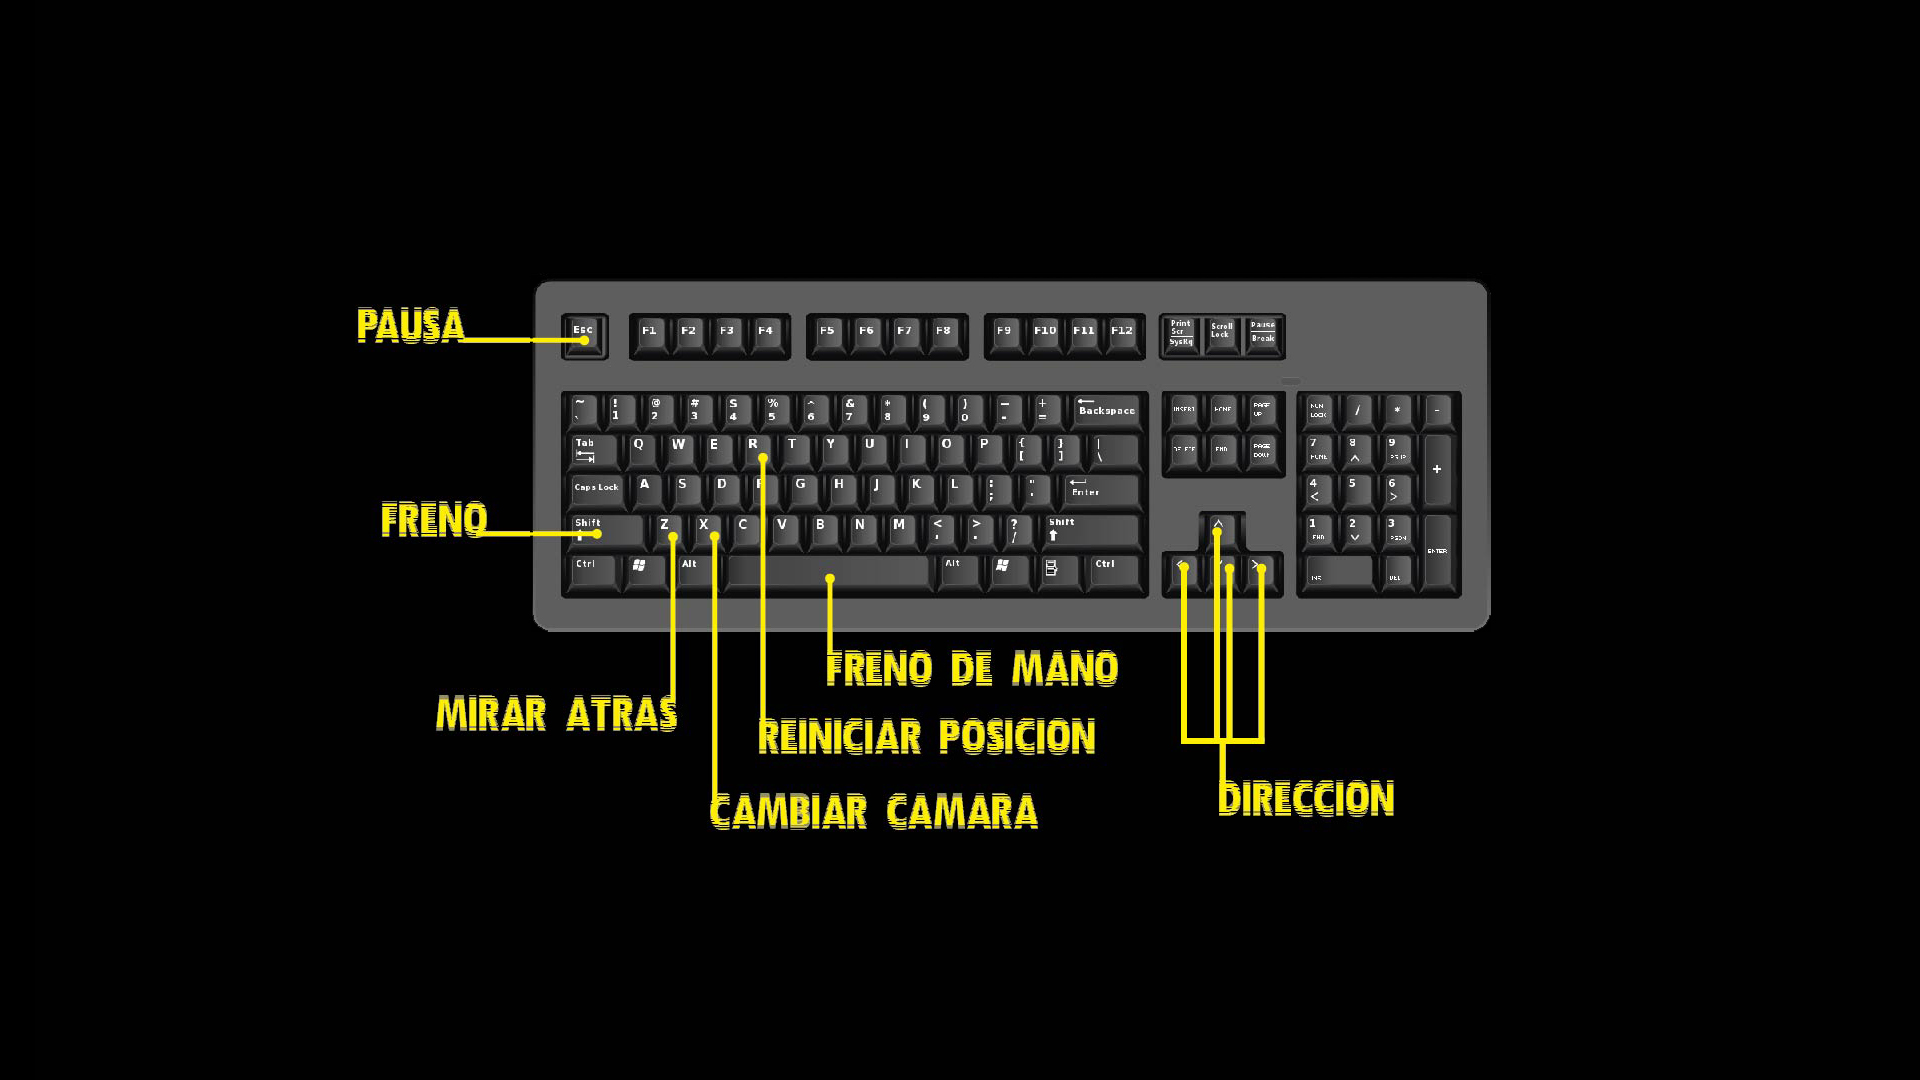 PAUSA
Esc F1 F2 F3 F4 F5 F6 F7 F8 F9 F10 F11 F12 Print Scr SysRq Scroll Lock Pause Break
~ ` ! 1 @ 2 # 3 $ 4 % 5 ^ 6 & 7 * 8 ( 9 ) 0 - + = Backspace INSERT HOME PAGE UP NUM LOCK / * -
Tab Q W E R T Y U I O P { [ } ] | \ DELETE END PAGE DOWN 7 HOME 8 9 PGUP +
Caps Lock A S D F G H J K L : ; " ' Enter 4 < 5 6 >
FRENO
Shift Z X C V B N M < , > . ? / Shift 1 END 2 3 PGDN ENTER
Ctrl Alt Alt Ctrl INS DEL
FRENO DE MANO
MIRAR ATRAS
REINICIAR POSICION
DIRECCION
CAMBIAR CAMARA